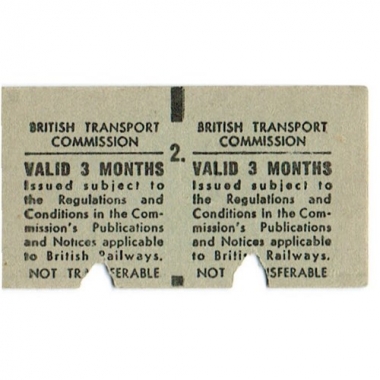 BRITISH TRANSPORT
COMMISSION
VALID 3 MONTHS
Issued subject to
the Regulations and
Conditions in the Com-
mission's Publications
and Notices applicable
to British Railways.
NOT TRA SFERABLE
2.
BRITISH TRANSPORT
COMMISSION
VALID 3 MONTHS
Issued subject to
the Regulations and
Conditions in the Com-
mission's Publications
and Notices applicable
to British Railways.
NOT SFERABLE